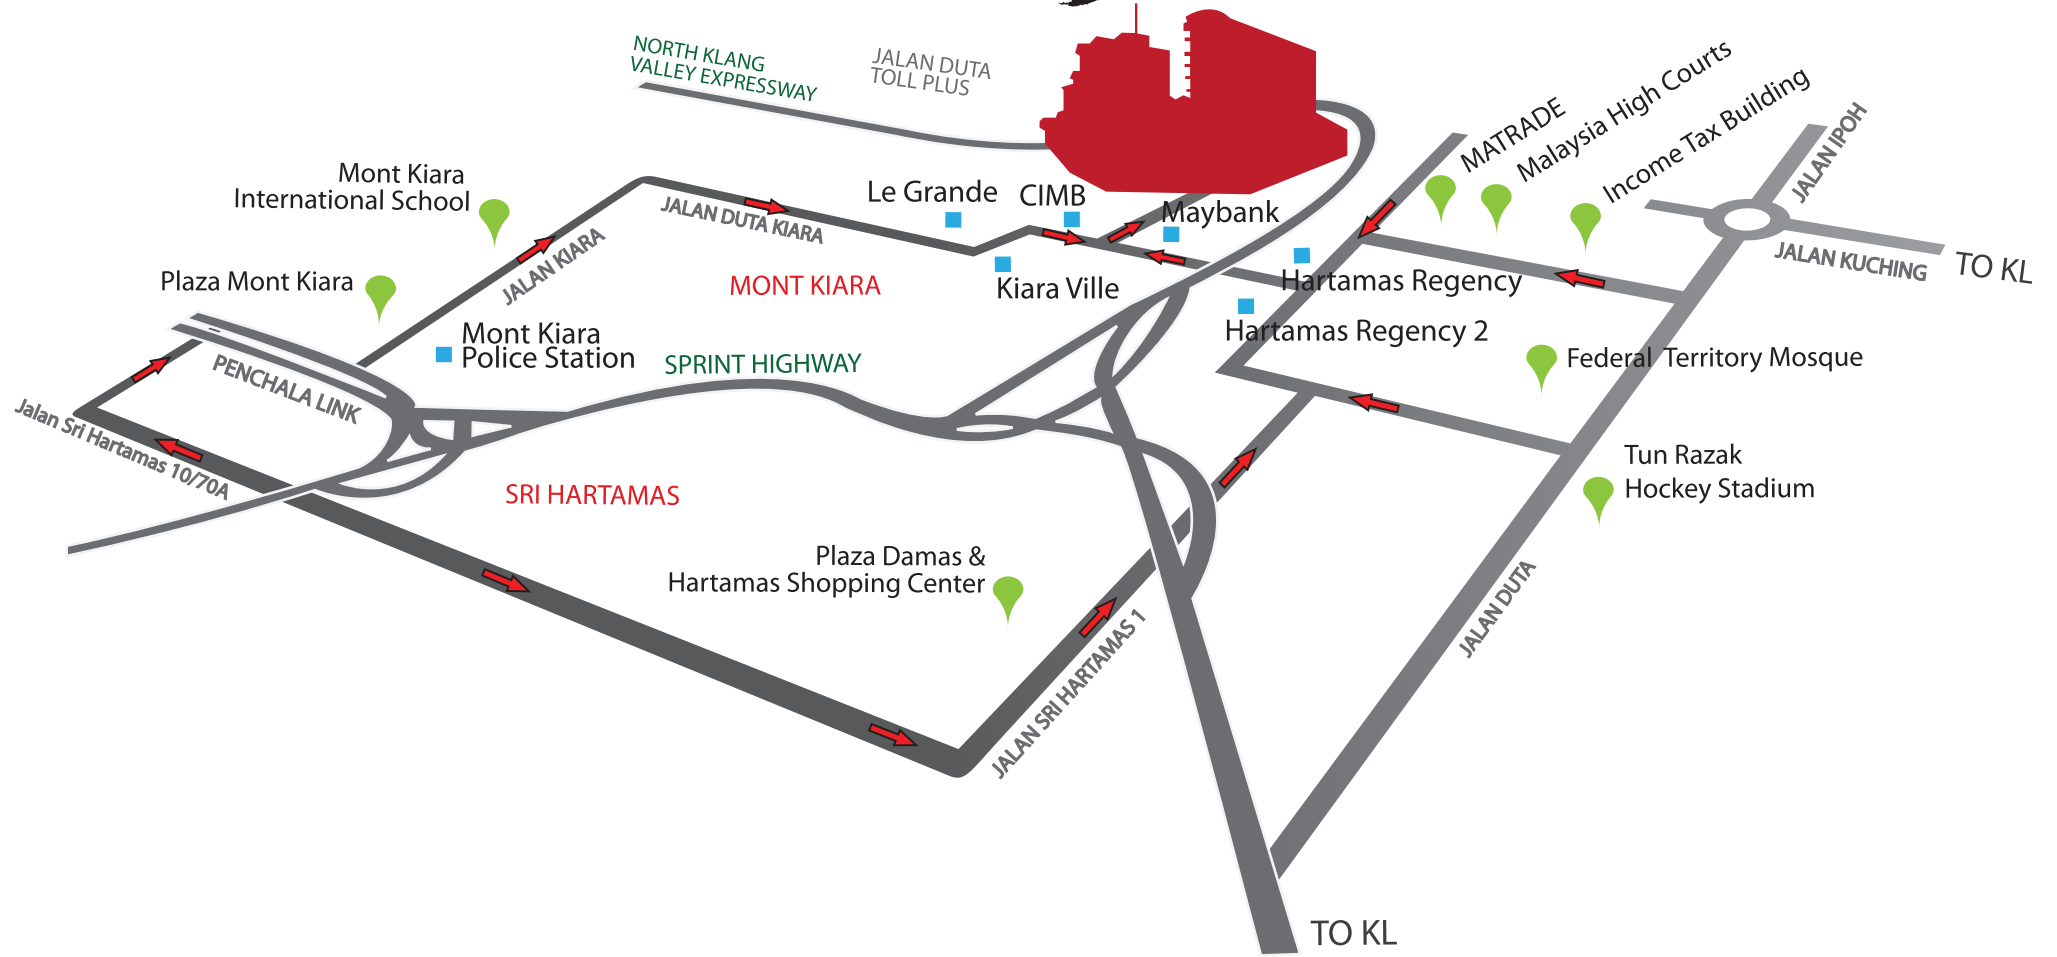 NORTH KLANG
VALLEY EXPRESSWAY
JALAN DUTA
TOLL PLUS
MATRADE
Malaysia High Courts
Income Tax Building
JALAN IPOH
Mont Kiara
International School
JALAN KIARA
JALAN DUTA KIARA
Le Grande
CIMB
Maybank
JALAN KUCHING
TO KL
Plaza Mont Kiara
MONT KIARA
Kiara Ville
Hartamas Regency
Hartamas Regency 2
Mont Kiara
Police Station
SPRINT HIGHWAY
PENCHALA LINK
Federal Territory Mosque
Jalan Sri Hartamas 10/70A
SRI HARTAMAS
Tun Razak
Hockey Stadium
Plaza Damas &
Hartamas Shopping Center
JALAN SRI HARTAMAS 1
JALAN DUTA
TO KL